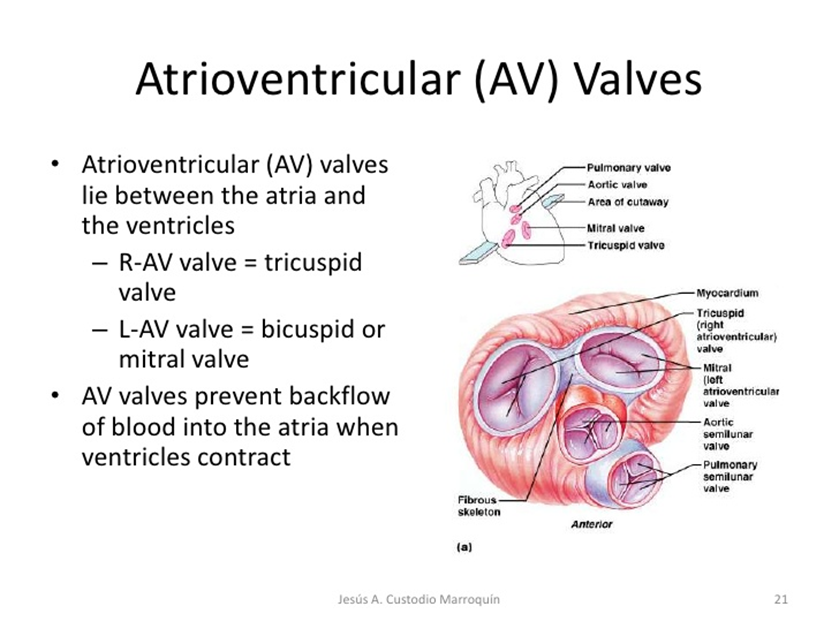 Atrioventricular (AV) Valves
• Atrioventricular (AV) valves
lie between the atria and
the ventricles
– R-AV valve = tricuspid
valve
– L-AV valve = bicuspid or
mitral valve
• AV valves prevent backflow
of blood into the atria when
ventricles contract
Pulmonary valve
Aortic valve
Area of cutaway
Mitral valve
Tricuspid valve
Myocardium
Tricuspid
(right
atrioventricular)
valve
Mitral
(left
atrioventricular
valve
Aortic
semilunar
valve
Pulmonary
semilunar
valve
Fibrous
skeleton
Anterior
(a)
Jesús A. Custodio Marroquín
21